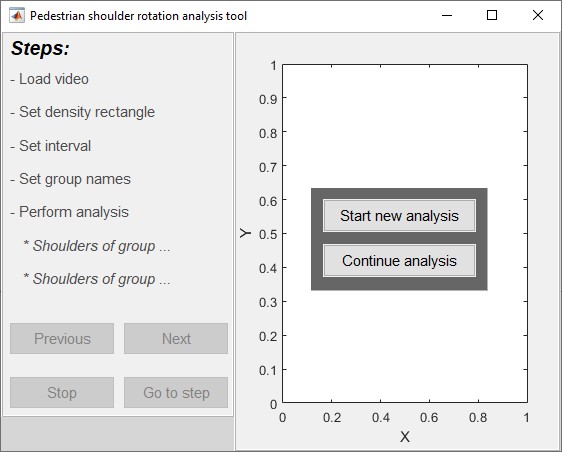 Pedestrian shoulder rotation analysis tool
Steps:
- Load video
- Set density rectangle
- Set interval
- Set group names
- Perform analysis
* Shoulders of group ...
* Shoulders of group ...
Previous Next
Stop Go to step
1
0.9
0.8
0.7
0.6
0.5
0.4
0.3
0.2
0.1
0
Y
Start new analysis
Continue analysis
0 0.2 0.4 0.6 0.8 1
X